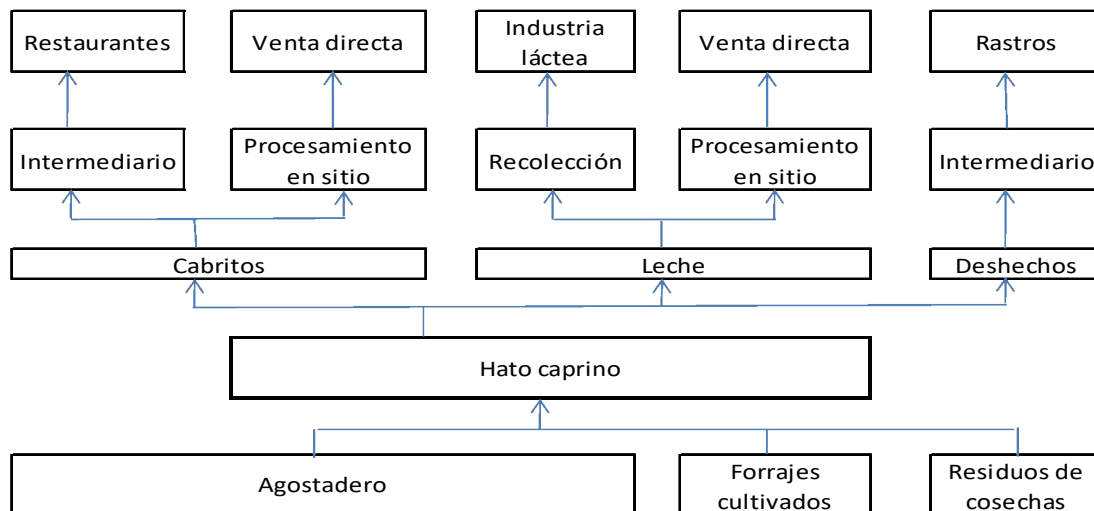 Restaurantes
Venta directa
Industria
láctea
Venta directa
Rastros
Intermediario
Procesamiento
en sitio
Recolección
Procesamiento
en sitio
Intermediario
Cabritos
Leche
Deshechos
Hato caprino
Agostadero
Forrajes
cultivados
Residuos de
cosechas